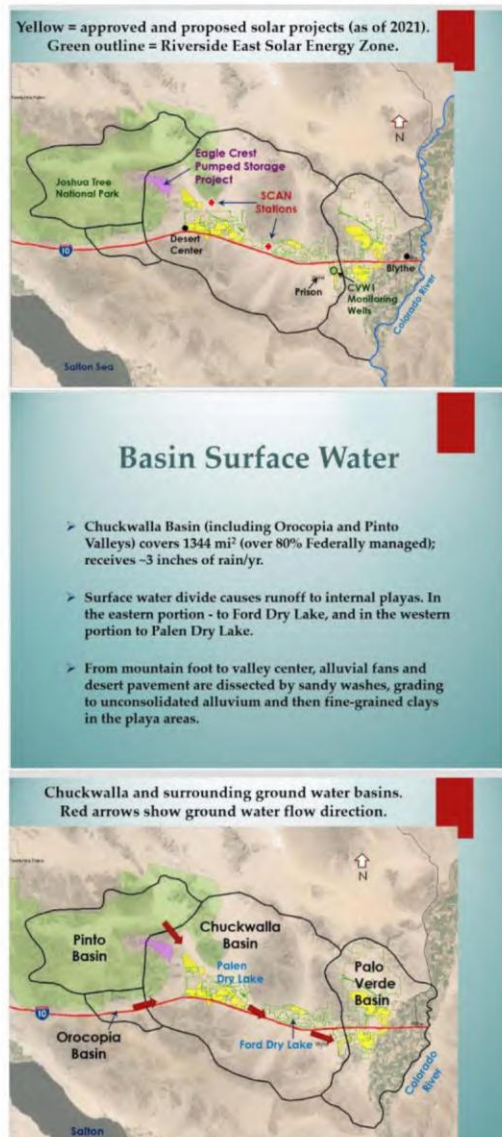 Yellow = approved and proposed solar projects (as of 2021).
Green outline = Riverside East Solar Energy Zone.
N
Eagle Crest
Pumped Storage
Project
Joshua Tree
National Park
SCAN
Stations
10
Desert
Center
Blythe
Prison
CVW1
Monitoring
Wells
Colorado River
Salton Sea
Basin Surface Water
➤ Chuckwalla Basin (including Orocopia and Pinto
Valleys) covers 1344 mi² (over 80% Federally managed);
receives ~3 inches of rain/yr.
➤ Surface water divide causes runoff to internal playas. In
the eastern portion - to Ford Dry Lake, and in the western
portion to Palen Dry Lake.
➤ From mountain foot to valley center, alluvial fans and
desert pavement are dissected by sandy washes, grading
to unconsolidated alluvium and then fine-grained clays
in the playa areas.
Chuckwalla and surrounding ground water basins.
Red arrows show ground water flow direction.
N
Chuckwalla
Basin
Pinto
Basin
Palen
Dry Lake
Palo
Verde
Basin
10
Ford Dry Lake
Orocopia
Basin
Colorado
River
Salton